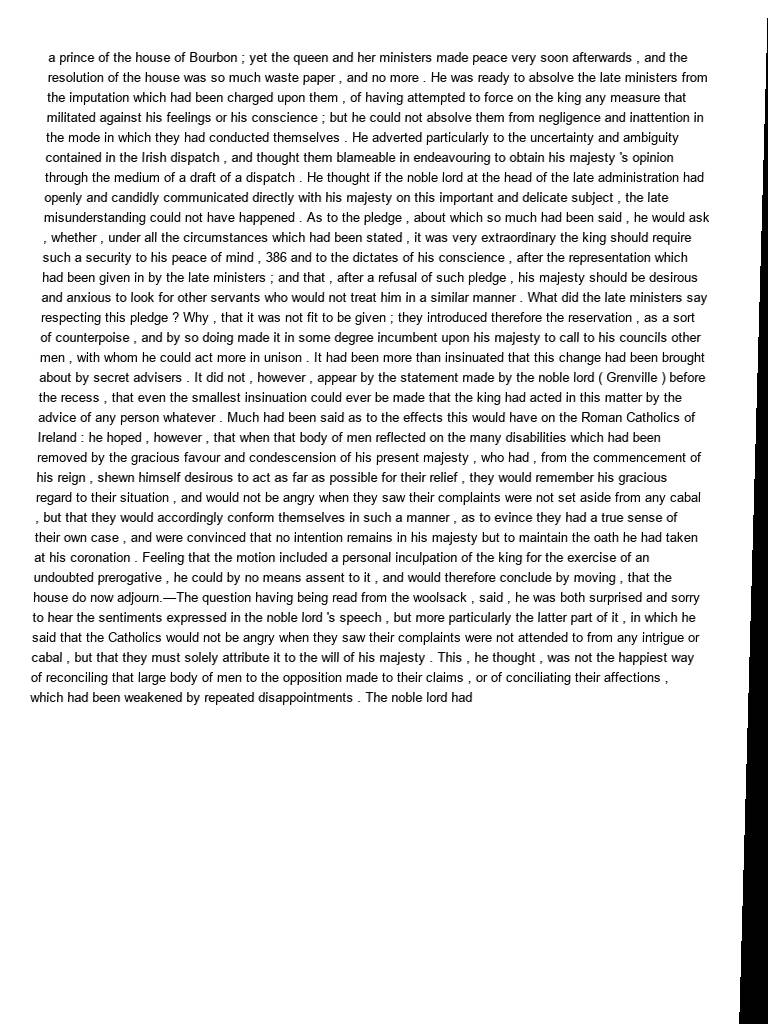 a prince of the house of Bourbon ; yet the queen and her ministers made peace very soon afterwards , and the
resolution of the house was so much waste paper , and no more . He was ready to absolve the late ministers from
the imputation which had been charged upon them , of having attempted to force on the king any measure that
militated against his feelings or his conscience ; but he could not absolve them from negligence and inattention in
the mode in which they had conducted themselves . He adverted particularly to the uncertainty and ambiguity
contained in the Irish dispatch , and thought them blameable in endeavouring to obtain his majesty 's opinion
through the medium of a draft of a dispatch . He thought if the noble lord at the head of the late administration had
openly and candidly communicated directly with his majesty on this important and delicate subject , the late
misunderstanding could not have happened . As to the pledge , about which so much had been said , he would ask
, whether , under all the circumstances which had been stated , it was very extraordinary the king should require
such a security to his peace of mind , 386 and to the dictates of his conscience , after the representation which
had been given in by the late ministers ; and that , after a refusal of such pledge , his majesty should be desirous
and anxious to look for other servants who would not treat him in a similar manner . What did the late ministers say
respecting this pledge ? Why , that it was not fit to be given ; they introduced therefore the reservation , as a sort
of counterpoise , and by so doing made it in some degree incumbent upon his majesty to call to his councils other
men , with whom he could act more in unison . It had been more than insinuated that this change had been brought
about by secret advisers . It did not , however , appear by the statement made by the noble lord ( Grenville ) before
the recess , that even the smallest insinuation could ever be made that the king had acted in this matter by the
advice of any person whatever . Much had been said as to the effects this would have on the Roman Catholics of
Ireland : he hoped , however , that when that body of men reflected on the many disabilities which had been
removed by the gracious favour and condescension of his present majesty , who had , from the commencement of
his reign , shewn himself desirous to act as far as possible for their relief , they would remember his gracious
regard to their situation , and would not be angry when they saw their complaints were not set aside from any cabal
, but that they would accordingly conform themselves in such a manner , as to evince they had a true sense of
their own case , and were convinced that no intention remains in his majesty but to maintain the oath he had taken
at his coronation . Feeling that the motion included a personal inculpation of the king for the exercise of an
undoubted prerogative , he could by no means assent to it , and would therefore conclude by moving , that the
house do now adjourn.—The question having being read from the woolsack , said , he was both surprised and sorry
to hear the sentiments expressed in the noble lord 's speech , but more particularly the latter part of it , in which he
said that the Catholics would not be angry when they saw their complaints were not attended to from any intrigue or
cabal , but that they must solely attribute it to the will of his majesty . This , he thought , was not the happiest way
of reconciling that large body of men to the opposition made to their claims , or of conciliating their affections ,
which had been weakened by repeated disappointments . The noble lord had